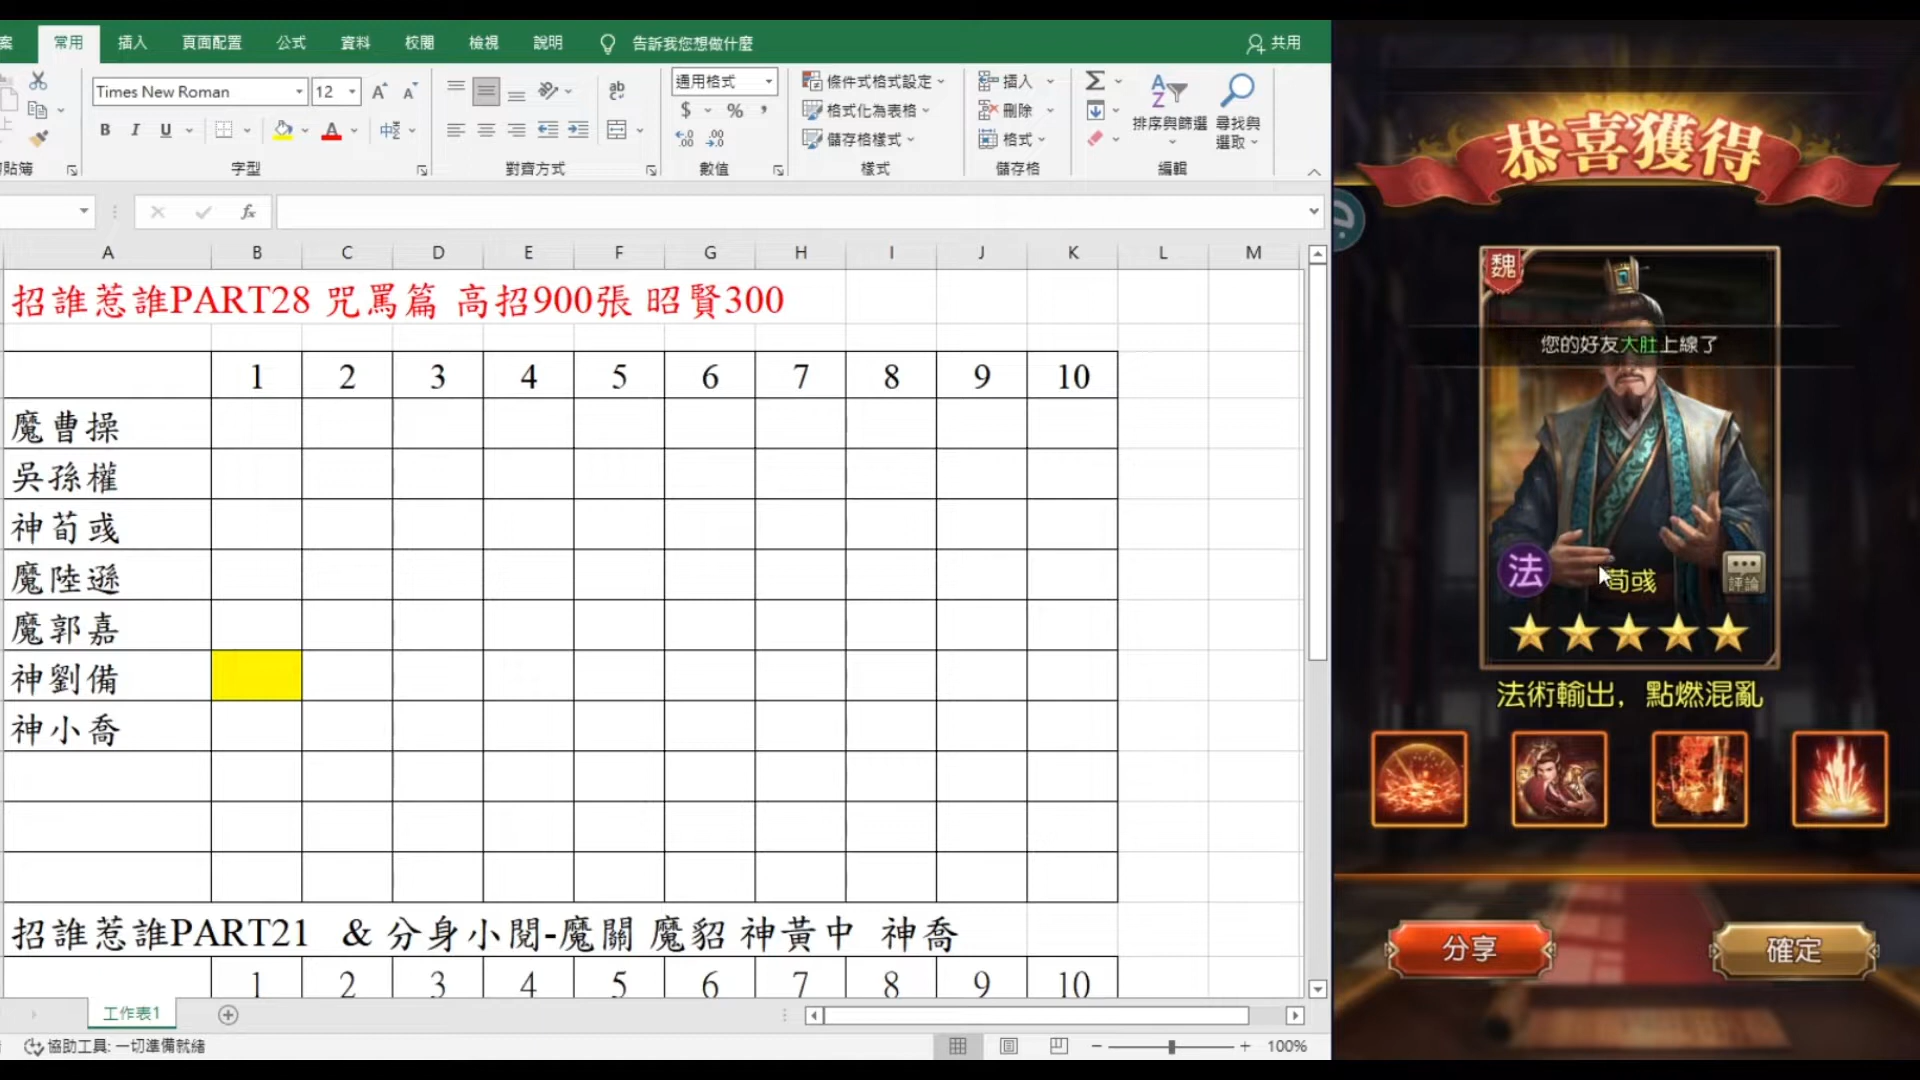 案 常用 插入 頁面配置 公式 資料 校閱 檢視 說明 告訴我您想做什麼 共用
Times New Roman 12
通用格式
條件式格式設定
格式化為表格
儲存格樣式
插入
刪除
格式
排序與篩選
尋找與
選取
剪貼簿 字型 對齊方式 數值 樣式 儲存格 編輯
fx
A B C D E F G H I J K L M
招誰惹誰PART28 咒罵篇 高招900張 昭賢300
1 2 3 4 5 6 7 8 9 10
魔曹操
吳孫權
神荀彧
魔陸遜
魔郭嘉
神劉備
神小喬
招誰惹誰PART21 & 分身小閱-魔關 魔貂 神黃中 神喬
1 2 3 4 5 6 7 8 9 10
工作表1
協助工具: 一切準備就緒
100%
恭喜獲得
魏
您的好友大肚上線了
法
荀彧
評論
法術輸出，點燃混亂
分享
確定